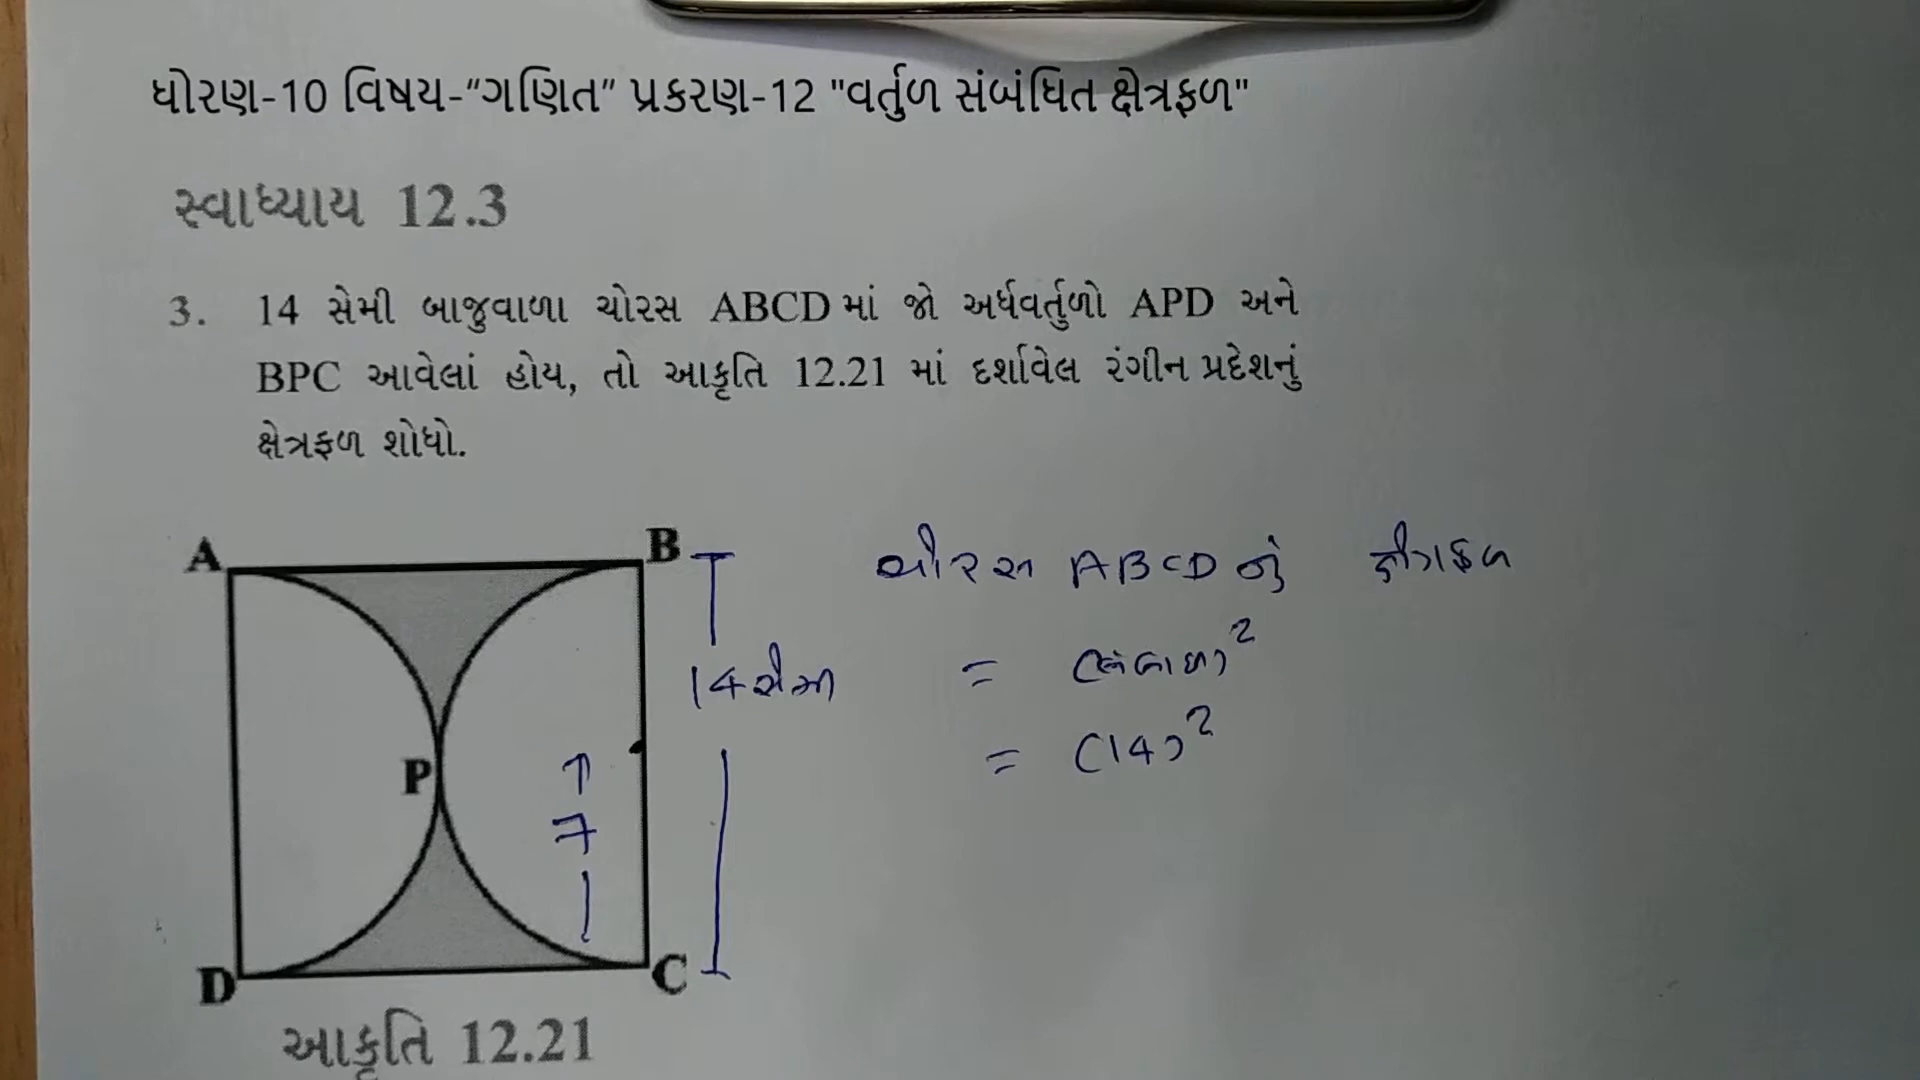 ધોરણ-10 વિષય-“ગણિત” પ્રકરણ-12 "વર્તુળ સંબંધિત ક્ષેત્રફળ"
સ્વાધ્યાય 12.3
3. 14 સેમી બાજુવાળા ચોરસ ABCD માં જો અર્ધવર્તુળો APD અને
BPC આવેલાં હોય, તો આકૃતિ 12.21 માં દર્શાવેલ રંગીન પ્રદેશનું
ક્ષેત્રફળ શોધો.
A B
ચોરસ ABCD નું ક્ષેત્રફળ
14 સેમી
= (લંબાઇ)²
= (14)²
P
7
D C
આકૃતિ 12.21